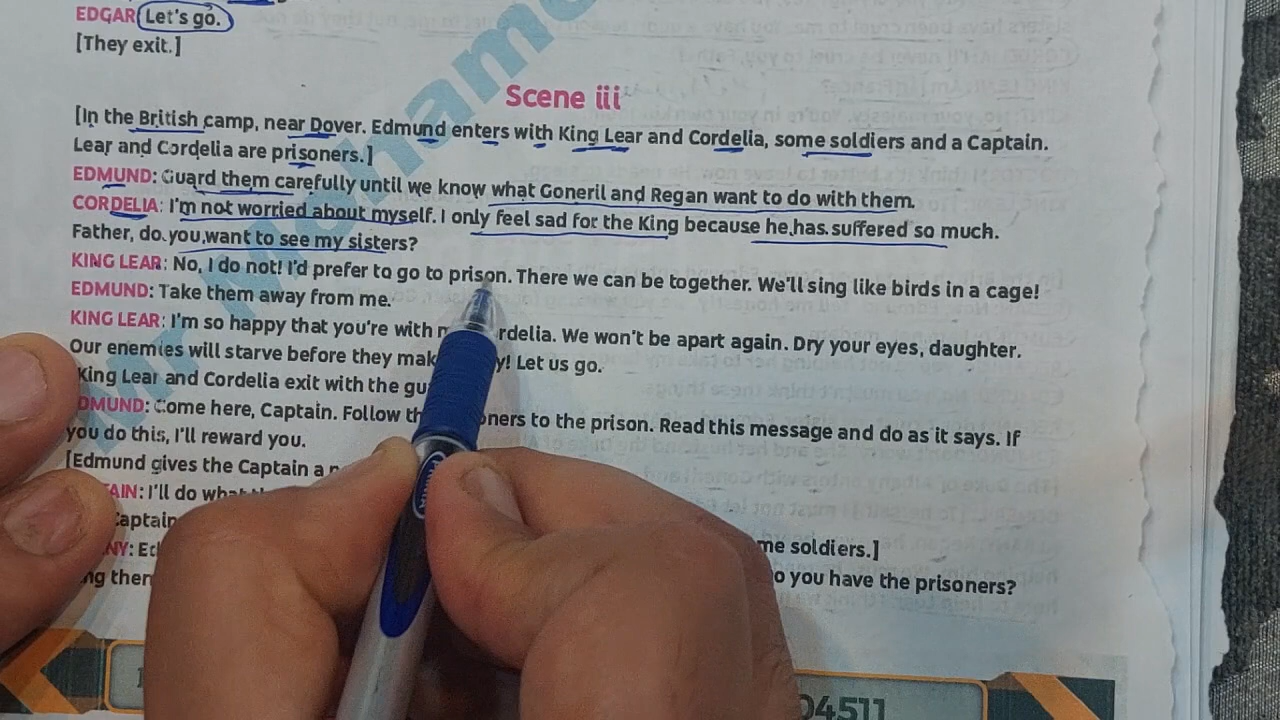 EDGAR: Let's go.
[They exit.]
Scene iii
[In the British camp, near Dover. Edmund enters with King Lear and Cordelia, some soldiers and a Captain.
Lear and Cordelia are prisoners.]
EDMUND: Guard them carefully until we know what Goneril and Regan want to do with them.
CORDELIA: I'm not worried about myself. I only feel sad for the King because he has suffered so much.
Father, do you want to see my sisters?
KING LEAR: No, I do not! I'd prefer to go to prison. There we can be together. We'll sing like birds in a cage!
EDMUND: Take them away from me.
KING LEAR: I'm so happy that you're with rdelia. We won't be apart again. Dry your eyes, daughter.
Our enemies will starve before they mak y! Let us go.
King Lear and Cordelia exit with the gu
DMUND: Come here, Captain. Follow th oners to the prison. Read this message and do as it says. If
you do this, I'll reward you.
[Edmund gives the Captain a
TAIN: I'll do what
Captain me soldiers.]
NY: Ed o you have the prisoners?
ng then
04511
Mr Mohamed